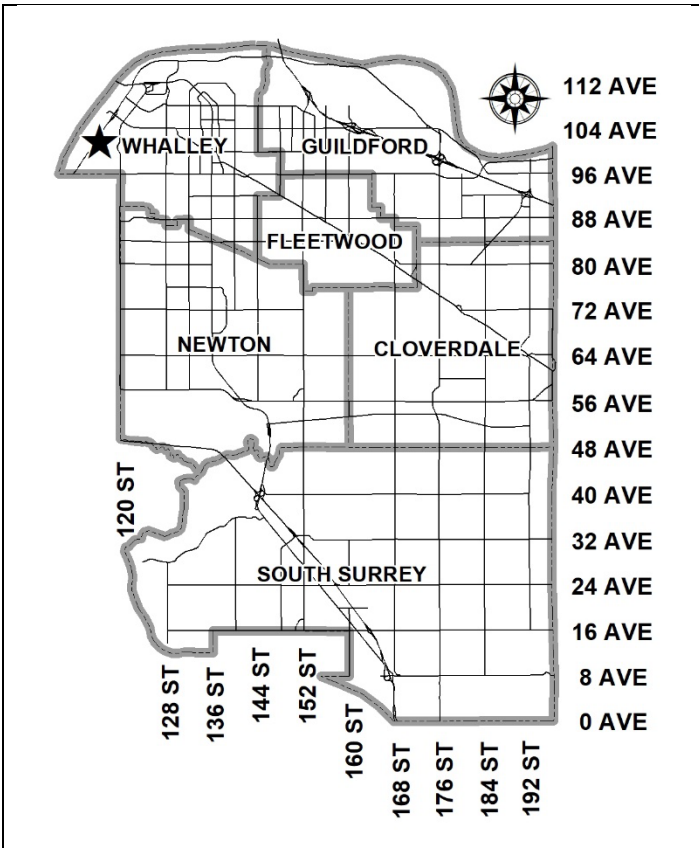 112 AVE
104 AVE
WHALLEY
GUILDFORD
96 AVE
88 AVE
FLEETWOOD
80 AVE
72 AVE
NEWTON
CLOVERDALE
64 AVE
56 AVE
48 AVE
120 ST
40 AVE
32 AVE
SOUTH SURREY
24 AVE
16 AVE
128 ST
136 ST
144 ST
152 ST
160 ST
8 AVE
0 AVE
168 ST
176 ST
184 ST
192 ST